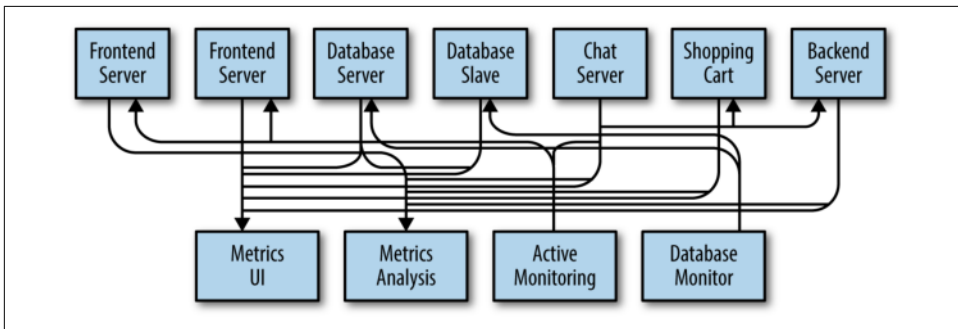 Frontend
Server
Frontend
Server
Database
Server
Database
Slave
Chat
Server
Shopping
Cart
Backend
Server
Metrics
UI
Metrics
Analysis
Active
Monitoring
Database
Monitor